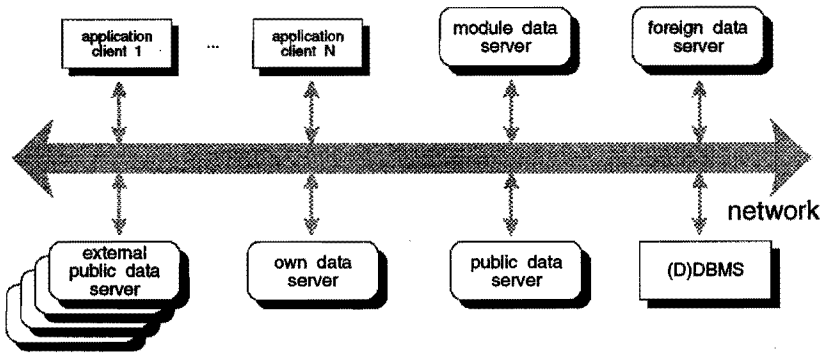 application
client 1
...
application
client N
module data
server
foreign data
server
network
external
public data
server
own data
server
public data
server
(D)DBMS